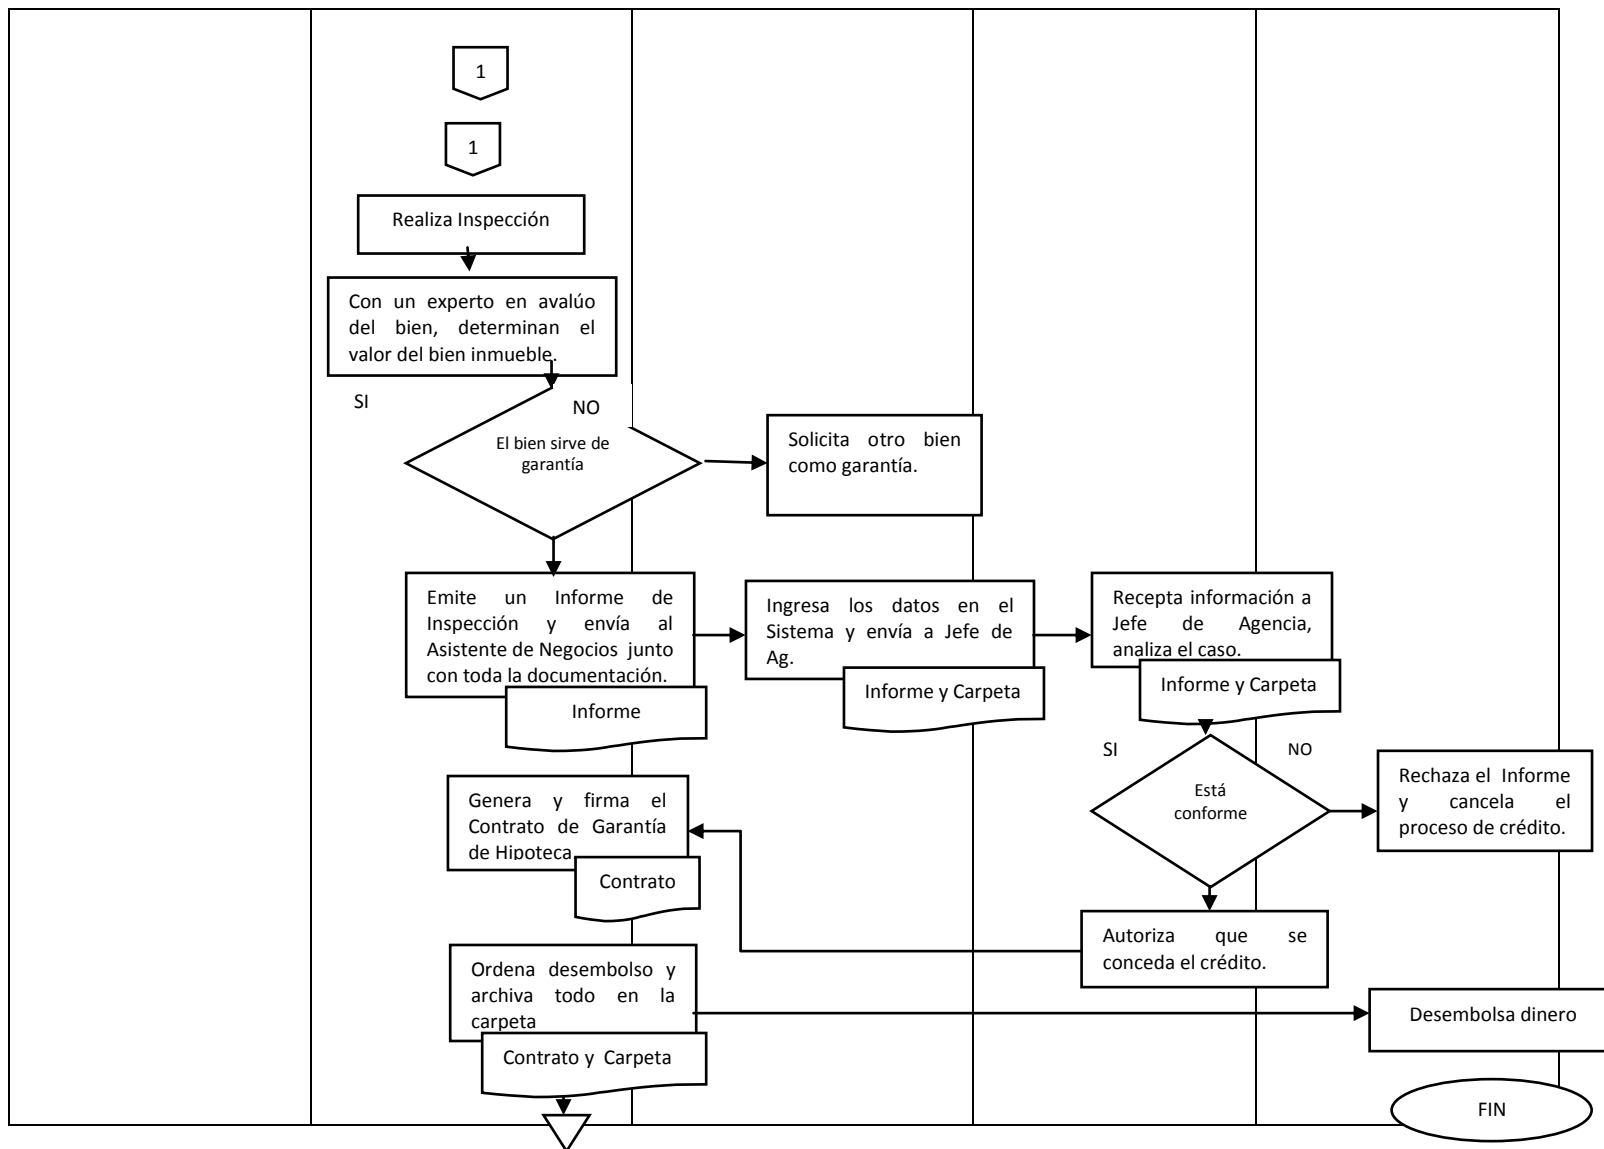 1
1
Realiza Inspección
Con un experto en avalúo
del bien, determinan el
valor del bien inmueble.
SI
NO
El bien sirve de
garantía
Solicita otro bien
como garantía.
Emite un Informe de
Inspección y envía al
Asistente de Negocios junto
con toda la documentación.
Informe
Ingresa los datos en el
Sistema y envía a Jefe de
Ag.
Informe y Carpeta
Recepta información a
Jefe de Agencia,
analiza el caso.
Informe y Carpeta
SI
NO
Está
conforme
Rechaza el Informe
y cancela el
proceso de crédito.
Genera y firma el
Contrato de Garantía
de Hipoteca
Contrato
Autoriza que se
conceda el crédito.
Ordena desembolso y
archiva todo en la
carpeta
Contrato y Carpeta
Desembolsa dinero
FIN